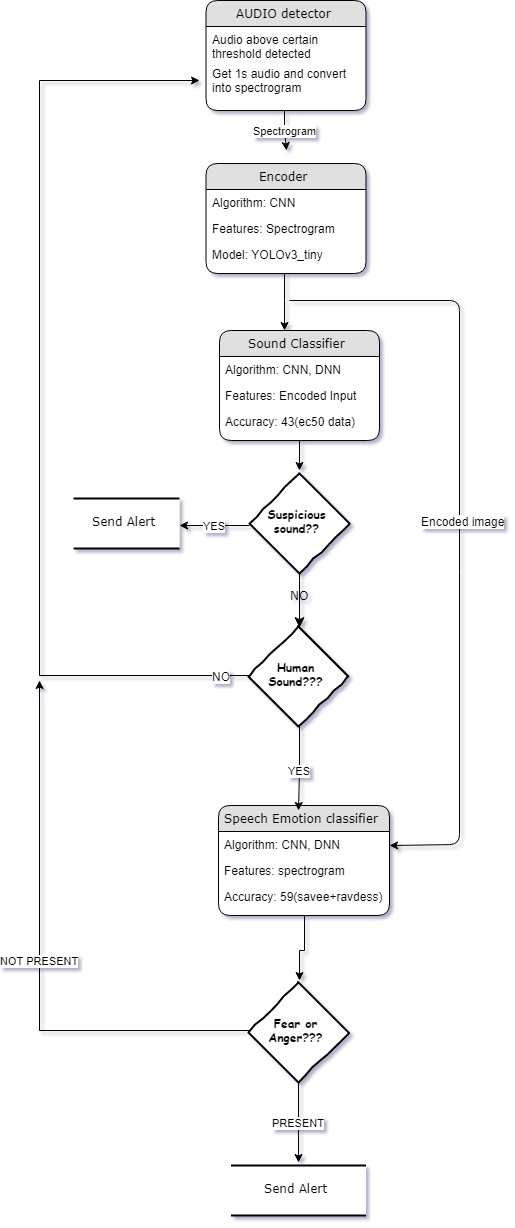 AUDIO detector
Audio above certain
threshold detected
Get 1s audio and convert
into spectrogram
Spectrogram
Encoder
Algorithm: CNN
Features: Spectrogram
Model: YOLOv3_tiny
Sound Classifier
Algorithm: CNN, DNN
Features: Encoded Input
Accuracy: 43(ec50 data)
Suspicious
sound??
YES
Send Alert
Encoded image
NO
Human
Sound???
NO
YES
Speech Emotion classifier
Algorithm: CNN, DNN
Features: spectrogram
Accuracy: 59(savee+ravdess)
NOT PRESENT
Fear or
Anger???
PRESENT
Send Alert